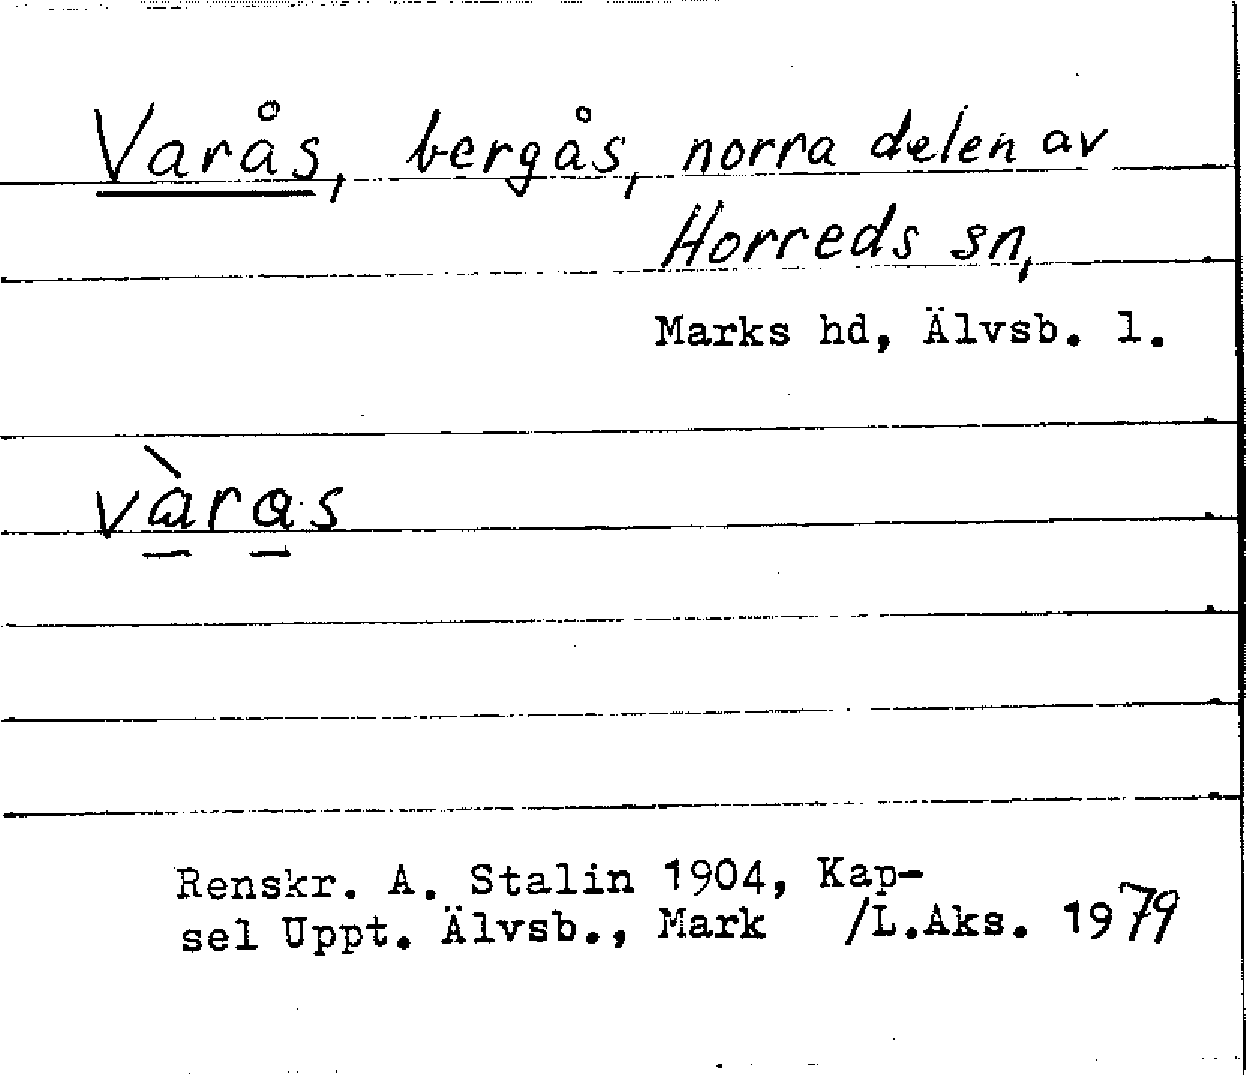 Varås, bergås, norra delen av
Horreds sn,
Marks hd, Älvsb. l.
vàras
Renskr. A. Stalin 1904, Kap-
sel Uppt. Älvsb., Mark /L.Aks. 1979